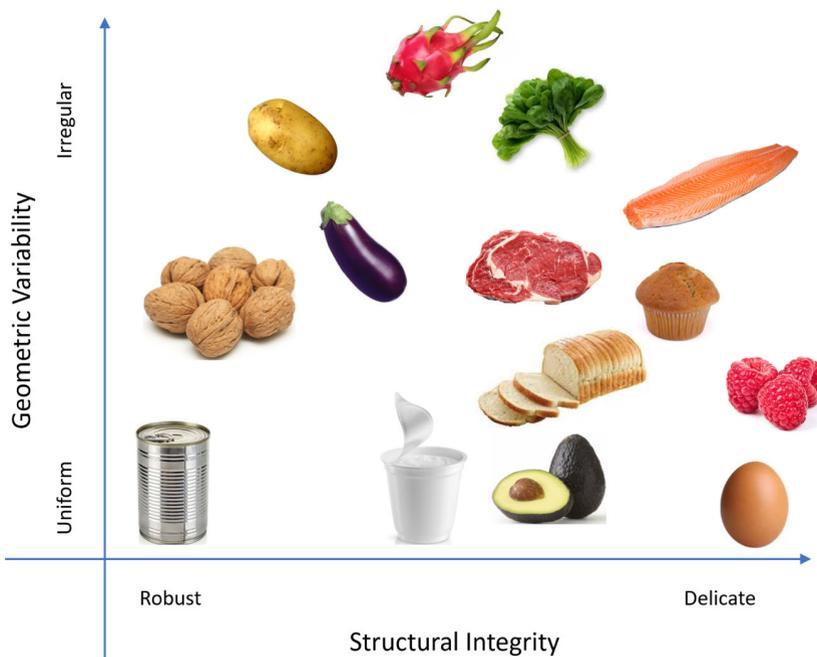 Irregular
Geometric Variability
Uniform
Robust
Delicate
Structural Integrity